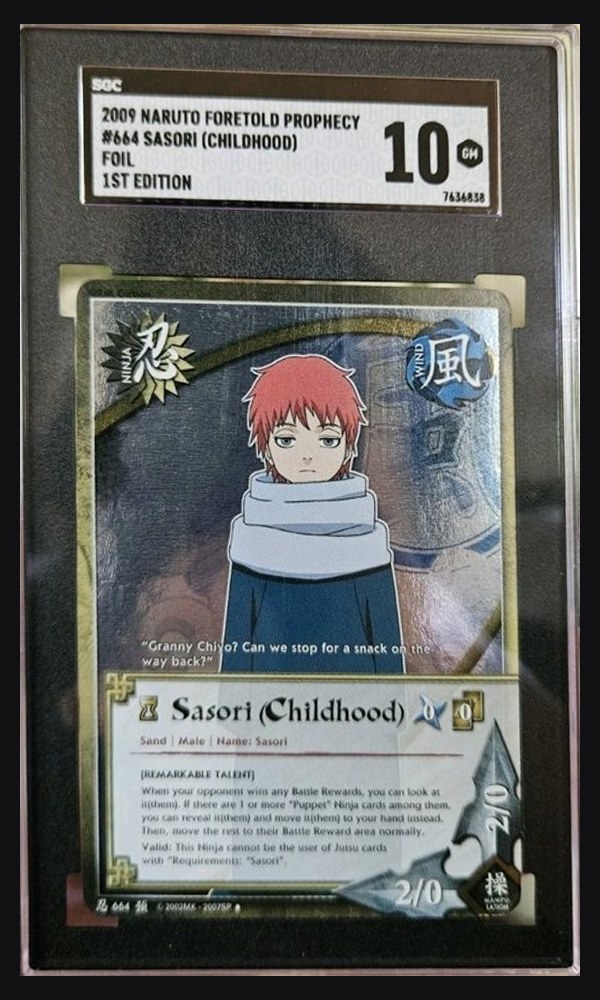 SGC
2009 NARUTO FORETOLD PROPHECY
#664 SASORI (CHILDHOOD)
FOIL
1ST EDITION
10 GM
7636838
NINJA 忍
WIND 風
"Granny Chiyo? Can we stop for a snack on the
way back?"
Sasori (Childhood) 0 0
Sand | Male | Name: Sasori
[REMARKABLE TALENT]
When your opponent wins any Battle Rewards, you can look at
it(them). If there are 1 or more "Puppet" Ninja cards among them,
you can reveal it(them) and move it(them) to your hand instead.
Then, move the rest to their Battle Reward area normally.
Valid: This Ninja cannot be the user of Jutsu cards
with "Requirements: "Sasori".
2/0
2/0
操
MANIPU
LATION
忍 664 © 2002MK - 2007SP